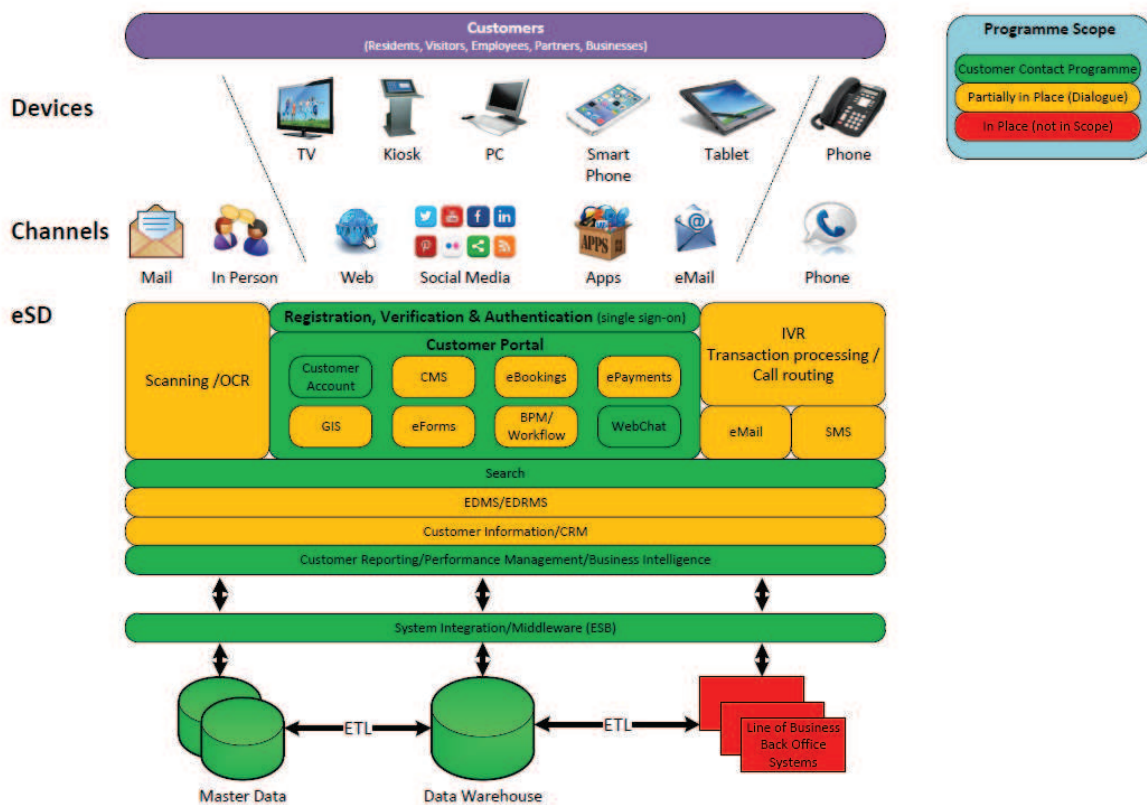 Customers
(Residents, Visitors, Employees, Partners, Businesses)
Programme Scope
Customer Contact Programme
Partially in Place (Dialogue)
In Place (not in Scope)
Devices
TV
Kiosk
PC
Smart
Phone
Tablet
Phone
Channels
APPS
Mail
In Person
Web
Social Media
Apps
eMail
Phone
eSD
Scanning /OCR
Registration, Verification & Authentication (single sign-on)
Customer Portal
Customer
Account
CMS
eBookings
ePayments
GIS
eForms
BPM/
Workflow
WebChat
IVR
Transaction processing /
Call routing
eMail
SMS
Search
EDMS/EDRMS
Customer Information/CRM
Customer Reporting/Performance Management/Business Intelligence
System Integration/Middleware (ESB)
ETL
ETL
Line of Business
Back Office
Systems
Master Data
Data Warehouse